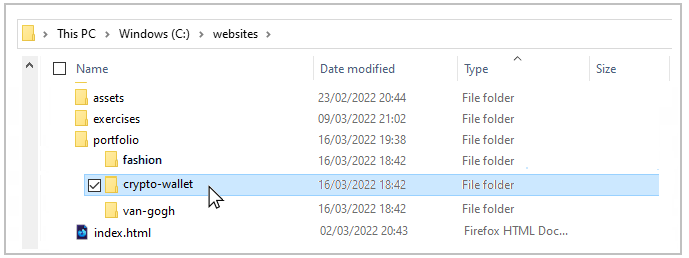 This PC > Windows (C:) > websites >
Name Date modified Type Size
assets 23/02/2022 20:44 File folder
exercises 09/03/2022 21:02 File folder
portfolio 16/03/2022 19:38 File folder
fashion 16/03/2022 18:42 File folder
crypto-wallet 16/03/2022 18:42 File folder
van-gogh 16/03/2022 18:42 File folder
index.html 02/03/2022 20:43 Firefox HTML Doc...